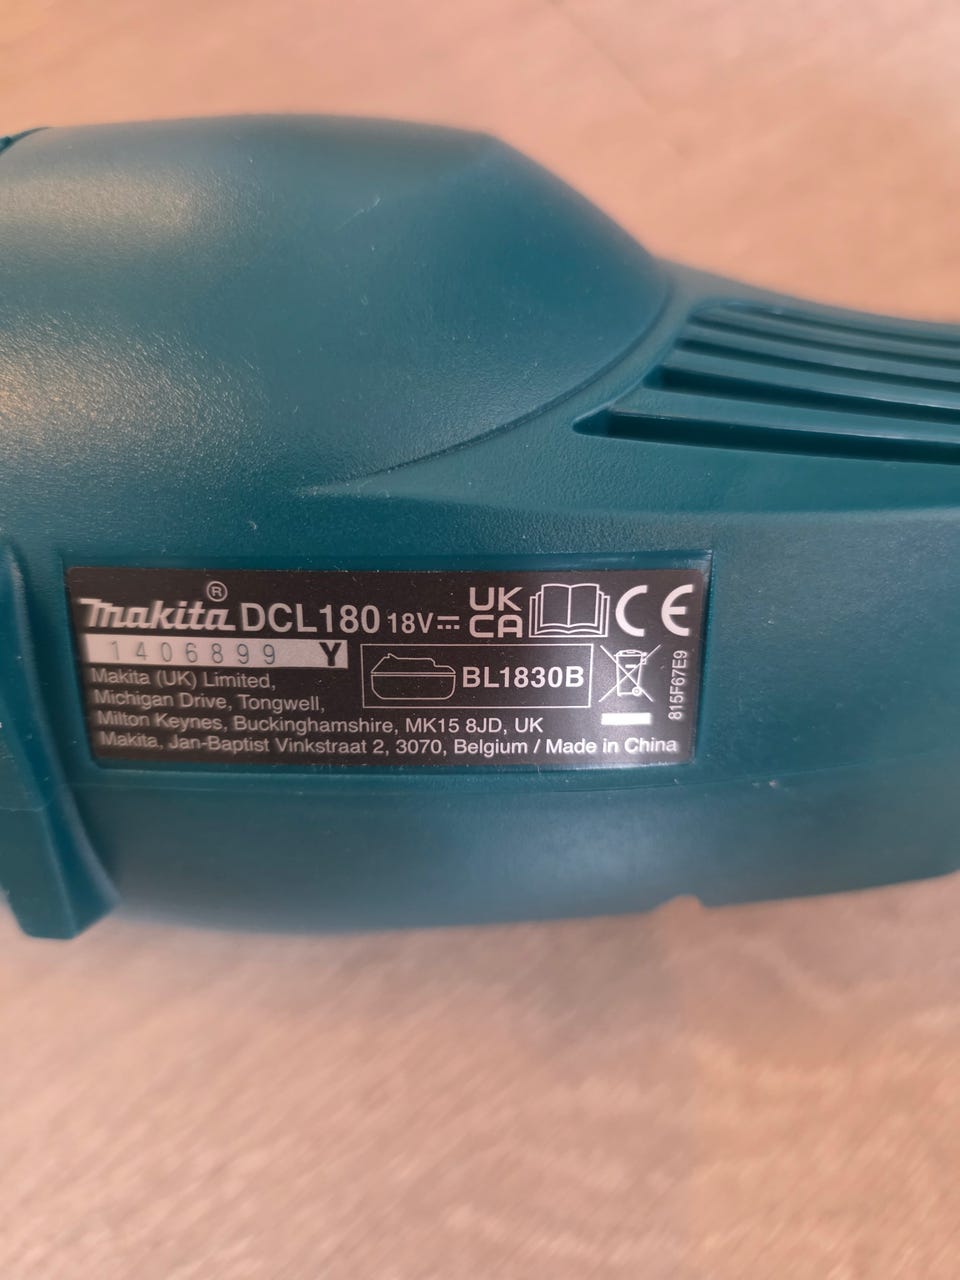 makita® DCL180 18V⎓ UK CA CE
1406899 Y
BL1830B
Makita (UK) Limited,
Michigan Drive, Tongwell,
Milton Keynes, Buckinghamshire, MK15 8JD, UK
Makita, Jan-Baptist Vinkstraat 2, 3070, Belgium / Made in China
815F67E9